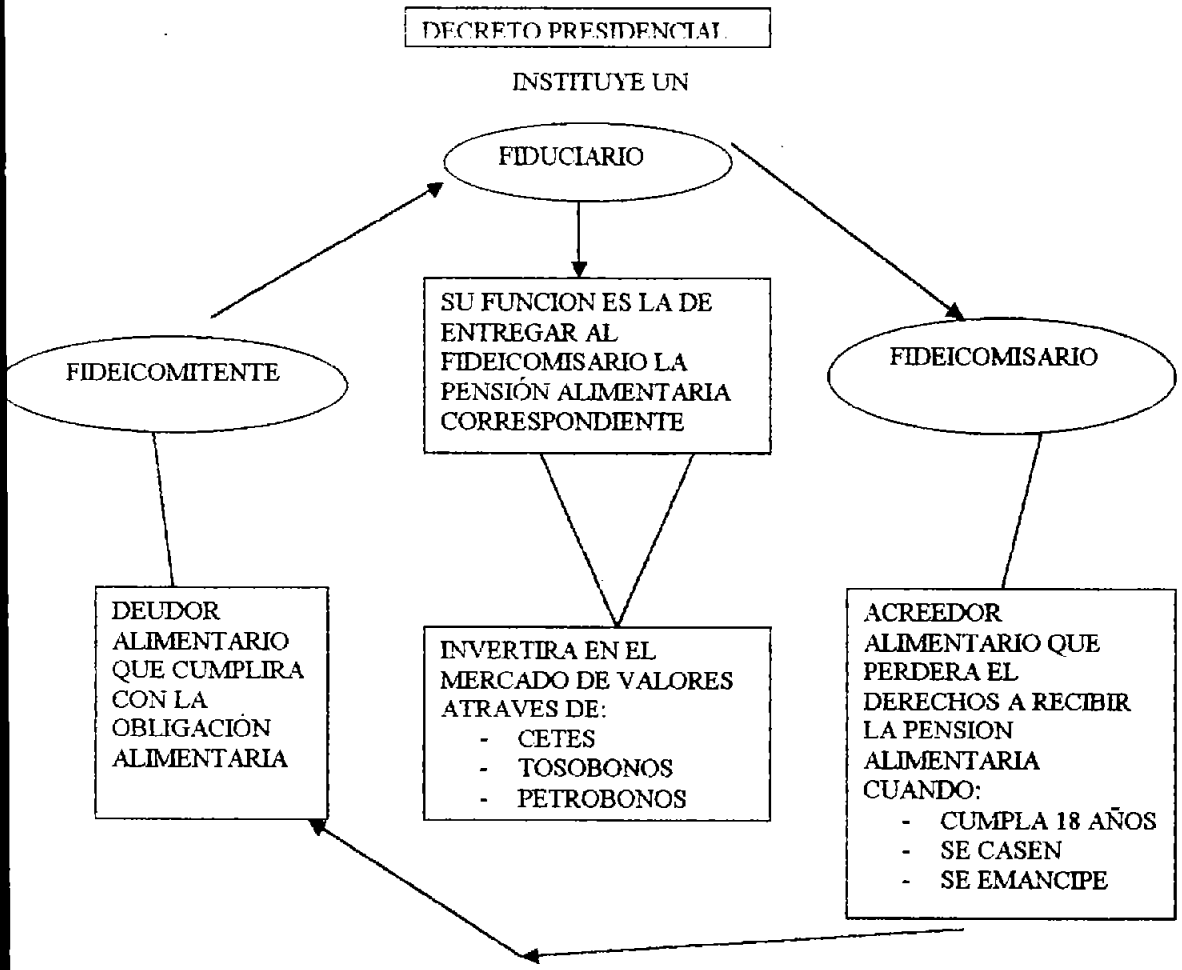 DECRETO PRESIDENCIAL
INSTITUYE UN
FIDUCIARIO
SU FUNCION ES LA DE
ENTREGAR AL
FIDEICOMISARIO LA
PENSIÓN ALIMENTARIA
CORRESPONDIENTE
FIDEICOMITENTE
FIDEICOMISARIO
DEUDOR
ALIMENTARIO
QUE CUMPLIRA
CON LA
OBLIGACIÓN
ALIMENTARIA
INVERTIRA EN EL
MERCADO DE VALORES
ATRAVES DE:
- CETES
- TOSOBONOS
- PETROBONOS
ACREEDOR
ALIMENTARIO QUE
PERDERA EL
DERECHOS A RECIBIR
LA PENSION
ALIMENTARIA
CUANDO:
- CUMPLA 18 AÑOS
- SE CASEN
- SE EMANCIPE